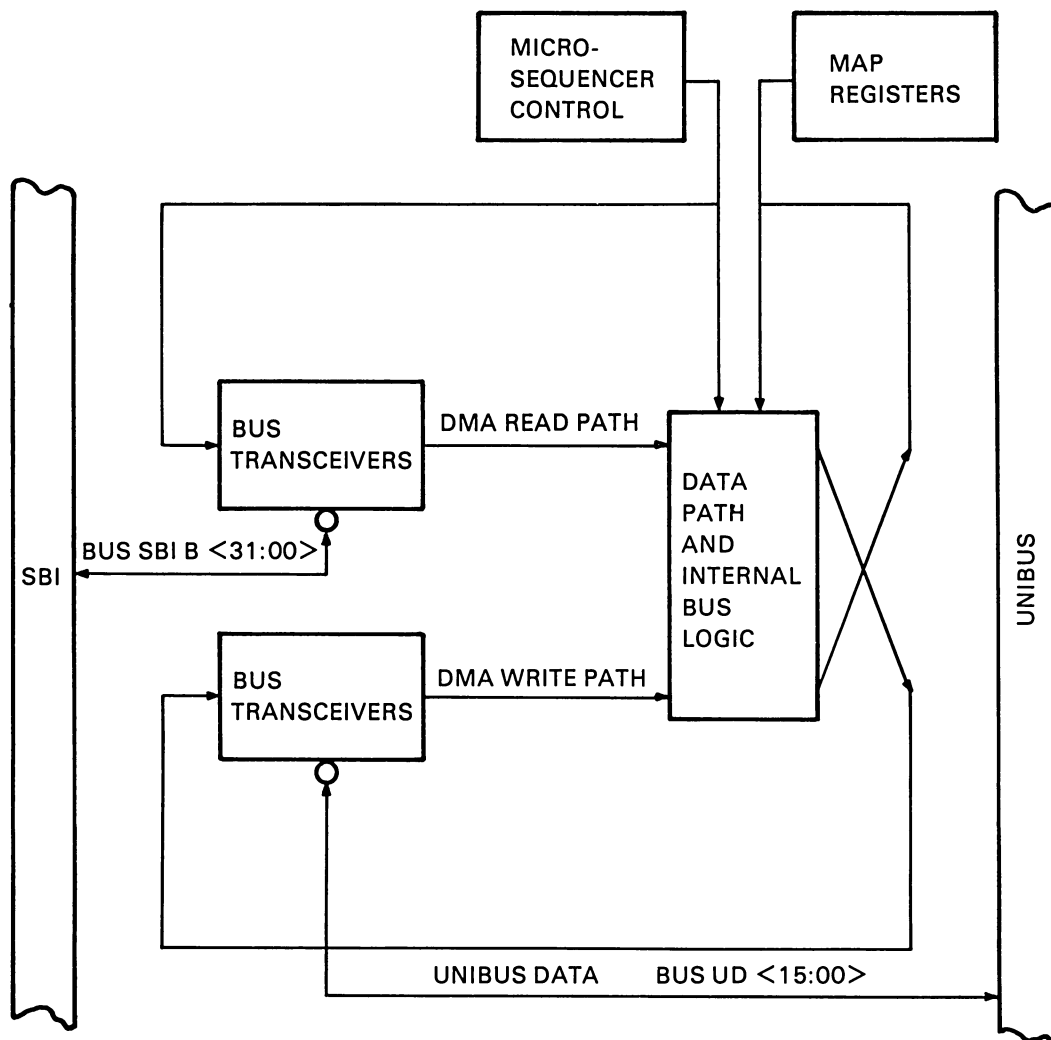 MICRO-
SEQUENCER
CONTROL
MAP
REGISTERS
BUS
TRANSCEIVERS
DMA READ PATH
DATA
PATH
AND
INTERNAL
BUS
LOGIC
BUS SBI B <31:00>
SBI
UNIBUS
BUS
TRANSCEIVERS
DMA WRITE PATH
UNIBUS DATA BUS UD <15:00>